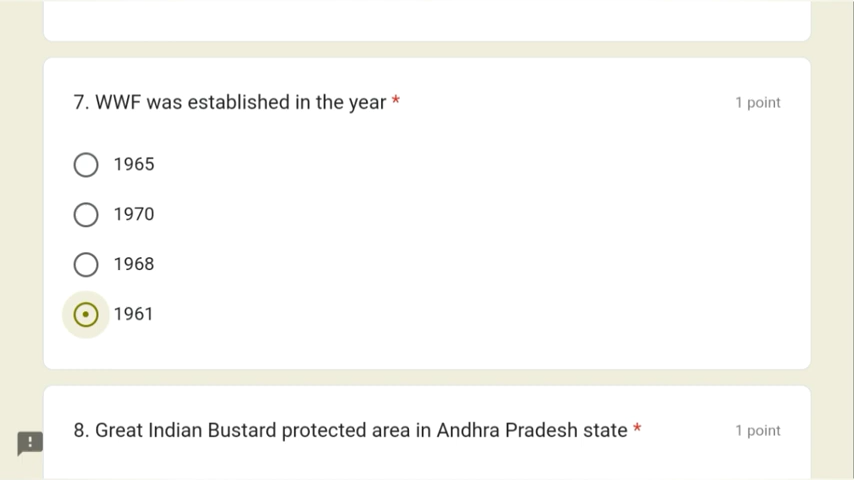 7. WWF was established in the year * 1 point
1965
1970
1968
1961
8. Great Indian Bustard protected area in Andhra Pradesh state * 1 point